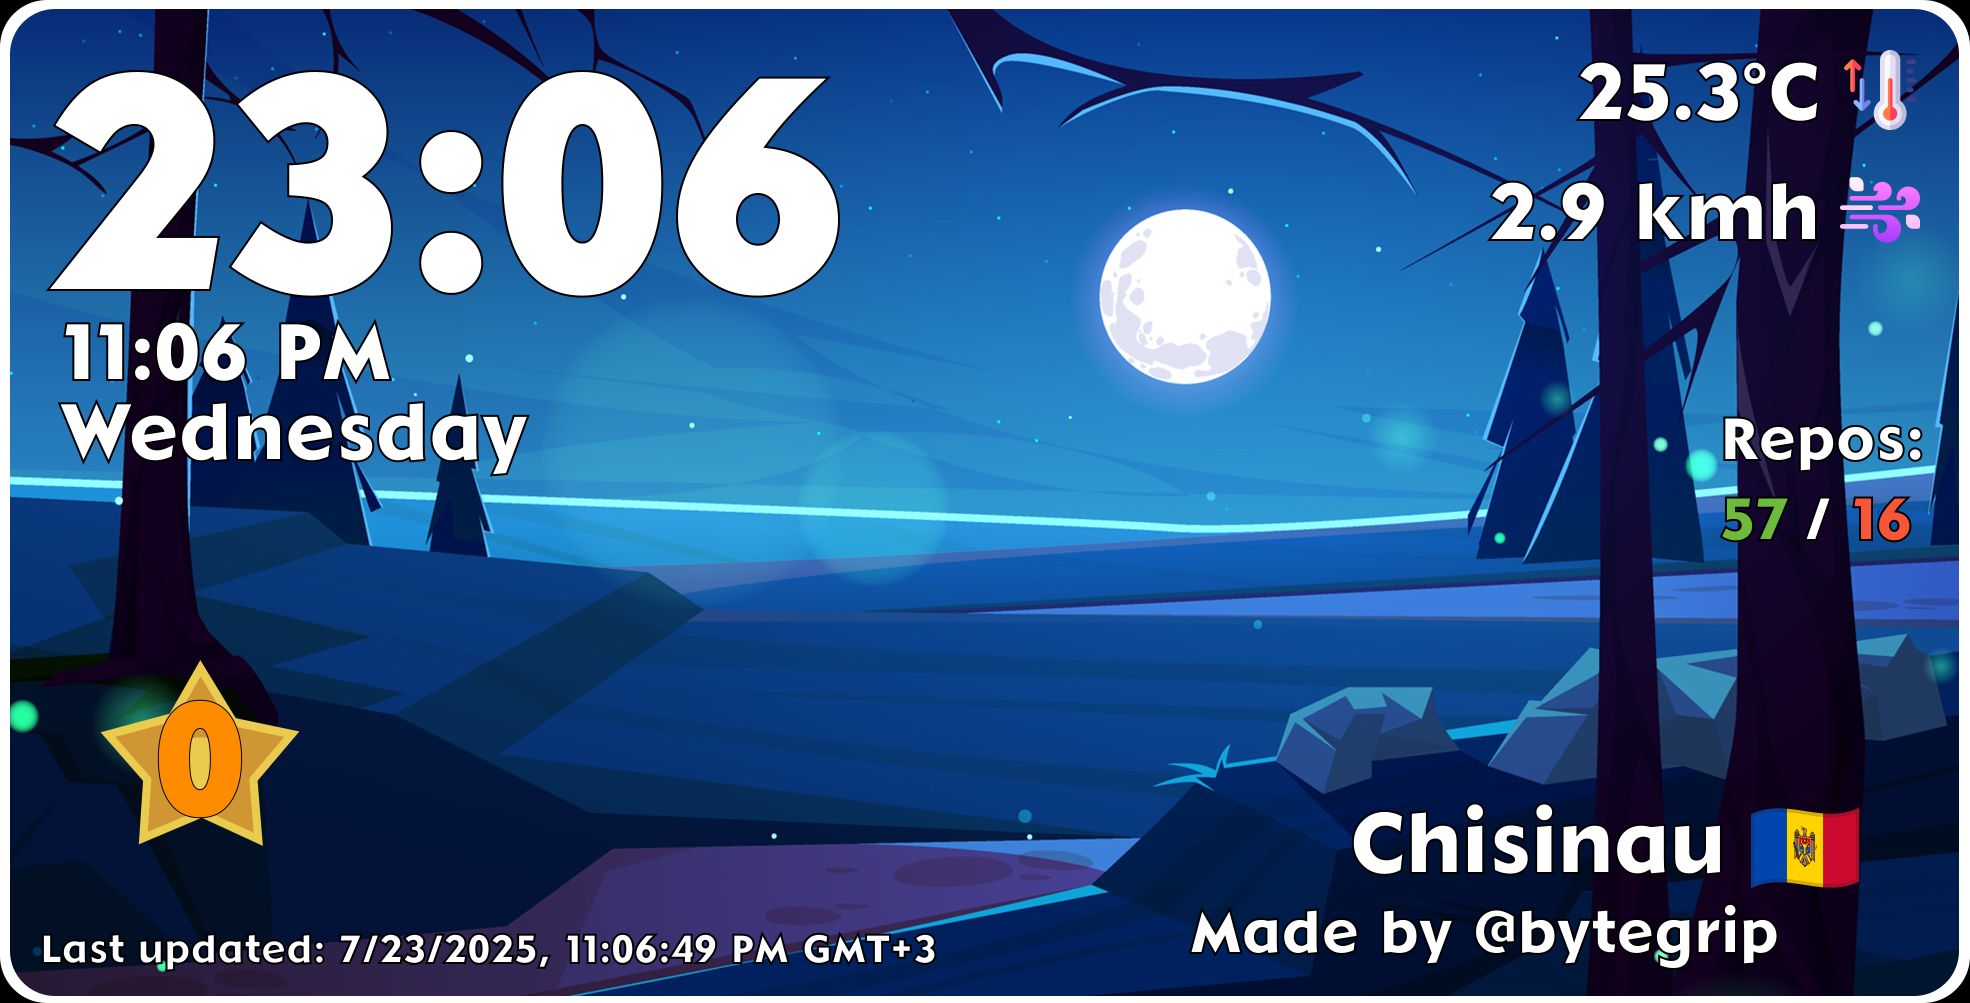 23:06
11:06 PM
Wednesday
25.3°C
2.9 kmh
Repos:
57 / 16
0
Chisinau
Made by @bytegrip
Last updated: 7/23/2025, 11:06:49 PM GMT+3